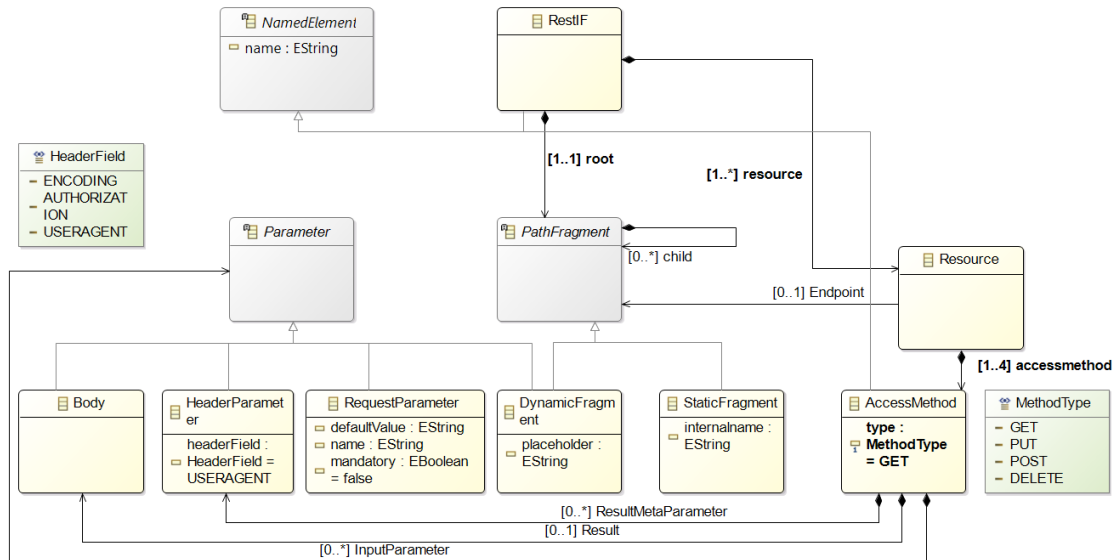 NamedElement
name : EString
RestIF
[1..1] root
[1..*] resource
HeaderField
ENCODING
AUTHORIZAT
ION
USERAGENT
Parameter
PathFragment
[0..*] child
Resource
[0..1] Endpoint
[1..4] accessmethod
Body
HeaderParamet
er
headerField :
HeaderField =
USERAGENT
RequestParameter
defaultValue : EString
name : EString
mandatory : EBoolean
= false
DynamicFragm
ent
placeholder :
EString
StaticFragment
internalname :
EString
AccessMethod
type :
MethodType
= GET
MethodType
GET
PUT
POST
DELETE
[0..*] ResultMetaParameter
[0..1] Result
[0..*] InputParameter